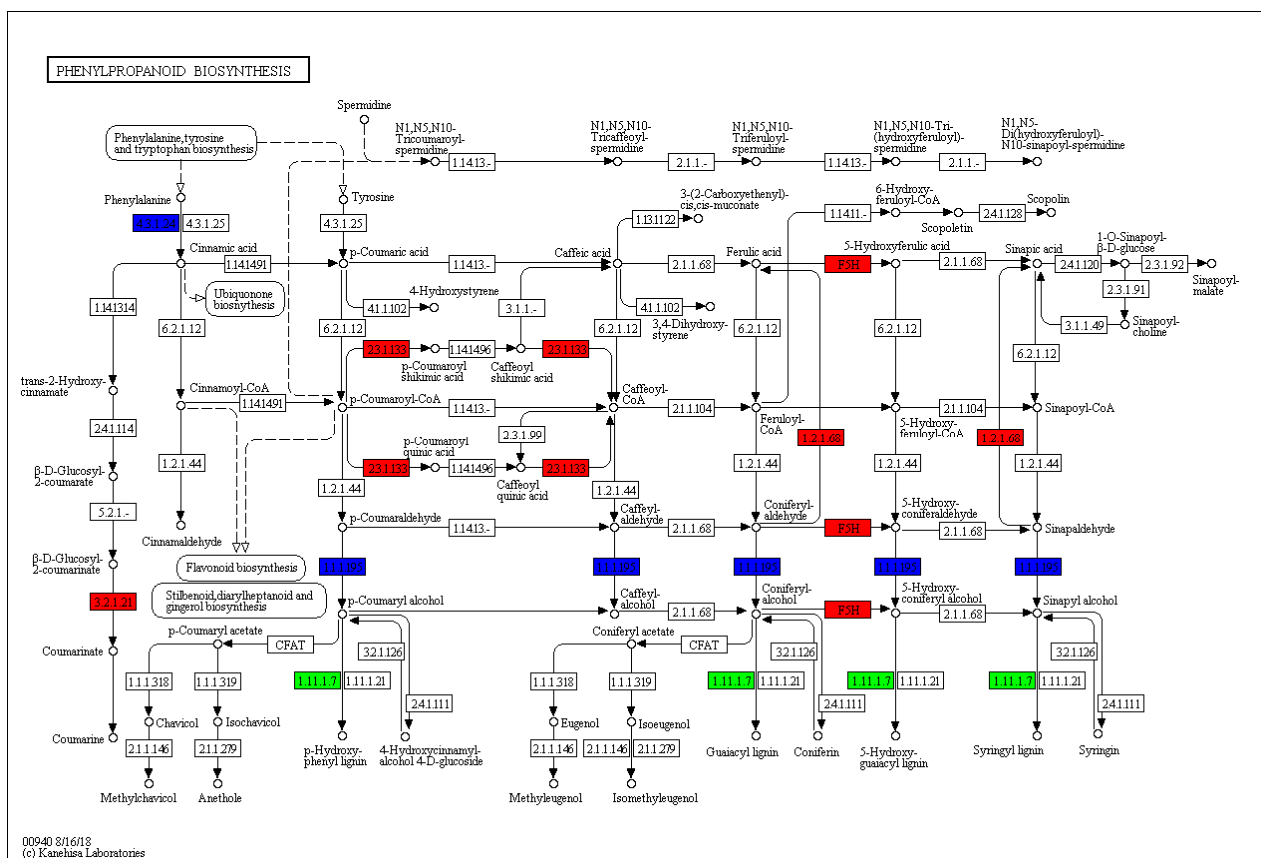 PHENYLPROPANOID BIOSYNTHESIS
Spermidine
Phenylalanine, tyrosine
and tryptophan biosynthesis
N1,N5,N10-
Tricoumaroyl-
spermidine
1.14.13.-
N1,N5,N10-
Tricaffeoyl-
spermidine
2.1.1.-
N1,N5,N10-
Triferuloyl-
spermidine
1.14.13.-
N1,N5,N10-Tri-
(hydroxyferuloyl)-
spermidine
2.1.1.-
N1,N5-
Di(hydroxyferuloyl)-
N10-sinapoyl-spermidine
Phenylalanine
Tyrosine
4.3.1.24
4.3.1.25
4.3.1.25
3-(2-Carboxyethenyl)-
cis,cis-muconate
1.13.11.22
6-Hydroxy-
feruloyl-CoA
1.14.11.-
Scopoletin
2.4.1.128
Scopolin
Cinnamic acid
1.14.14.91
p-Coumaric acid
1.14.13.-
Caffeic acid
2.1.1.68
Ferulic acid
F5H
5-Hydroxyferulic acid
2.1.1.68
Sinapic acid
2.4.1.120
1-O-Sinapoyl-
β-D-glucose
2.3.1.92
Sinapoyl-
malate
2.3.1.91
3.1.1.49
Sinapoyl-
choline
Ubiquonone
biosnythesis
1.14.13.14
4.1.1.102
4-Hydroxystyrene
3.1.1.-
4.1.1.102
3,4-Dihydroxy-
styrene
6.2.1.12
6.2.1.12
6.2.1.12
6.2.1.12
6.2.1.12
6.2.1.12
2.3.1.133
p-Coumaroyl
shikimic acid
1.14.14.96
Caffeoyl
shikimic acid
2.3.1.133
trans-2-Hydroxy-
cinnamate
Cinnamoyl-CoA
1.14.14.91
p-Coumaroyl-CoA
1.14.13.-
Caffeoyl-
CoA
2.1.1.104
Feruloyl-
CoA
5-Hydroxy-
feruloyl-CoA
2.1.1.104
Sinapoyl-CoA
2.4.1.114
2.3.1.99
1.2.1.68
1.2.1.68
p-Coumaroyl
quinic acid
2.3.1.133
1.14.14.96
Caffeoyl
quinic acid
2.3.1.133
β-D-Glucosyl-
2-coumarate
1.2.1.44
1.2.1.44
1.2.1.44
1.2.1.44
1.2.1.44
1.2.1.44
5.2.1.-
Cinnamaldehyde
p-Coumaraldehyde
1.14.13.-
Caffeyl-
aldehyde
2.1.1.68
Coniferyl-
aldehyde
F5H
5-Hydroxy-
coniferaldehyde
2.1.1.68
Sinapaldehyde
β-D-Glucosyl-
2-coumarinate
Flavonoid biosynthesis
1.1.1.195
1.1.1.195
1.1.1.195
1.1.1.195
1.1.1.195
3.2.1.21
Stilbenoid, diarylheptanoid and
gingerol biosynthesis
p-Coumaryl alcohol
Caffeyl-
alcohol
2.1.1.68
Coniferyl-
alcohol
F5H
5-Hydroxy-
coniferyl alcohol
2.1.1.68
Sinapyl alcohol
p-Coumaryl acetate
CFAT
Coniferyl acetate
CFAT
Coumarinate
3.2.1.126
3.2.1.126
3.2.1.126
1.1.1.318
1.1.1.319
1.11.1.7
1.11.1.21
1.1.1.318
1.1.1.319
1.11.1.7
1.11.1.21
1.11.1.7
1.11.1.21
1.11.1.7
1.11.1.21
2.4.1.111
2.4.1.111
2.4.1.111
Chavicol
Isochavicol
Eugenol
Isoeugenol
Coumarine
2.1.1.146
2.1.1.279
p-Hydroxy-
phenyl lignin
4-Hydroxycinnamyl-
alcohol 4-D-glucoside
2.1.1.146
2.1.1.146
2.1.1.279
Guaiacyl lignin
Coniferin
5-Hydroxy-
guaiacyl lignin
Syringyl lignin
Syringin
Methylchavicol
Anethole
Methyleugenol
Isomethyleugenol
00940 8/16/18
(c) Kanehisa Laboratories